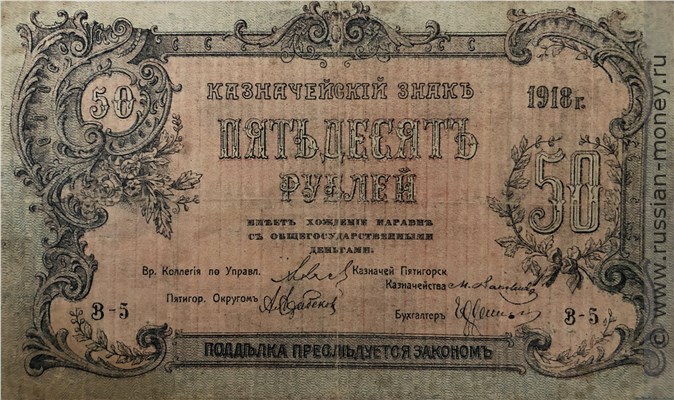 50
КАЗНАЧЕЙСКІЙ ЗНАКЪ
1918 г.
ПЯТЬДЕСЯТЪ
РУБЛЕЙ
50
ИМѢЕТЪ ХОЖДЕНІЕ НАРАВНѢ
СЪ ОБЩЕГОСУДАРСТВЕННЫМИ
ДЕНЬГАМИ.
Вр. Коллегія по Управл.
Пятигор. Округомъ
Казначей Пятигорск.
Казначейства
Бухгалтеръ
З-5
З-5
ПОДДѢЛКА ПРЕСЛѢДУЕТСЯ ЗАКОНОМЪ
© www.russian-money.ru